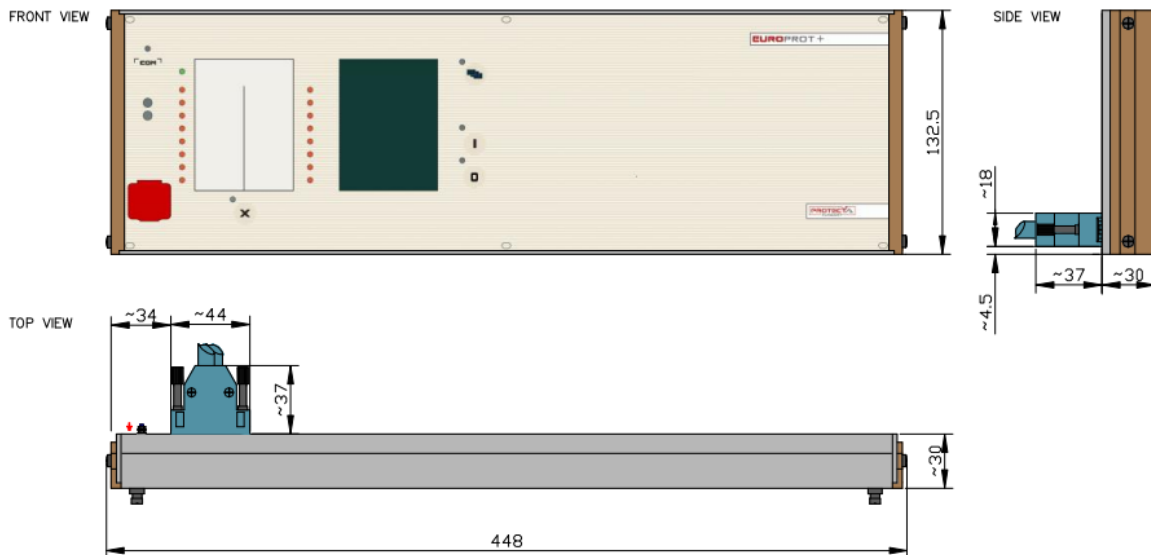 FRONT VIEW
SIDE VIEW
EUROPROT+
COM
132.5
I
O
X
PROTECTA
~18
~37
~30
~4.5
TOP VIEW
~34
~44
~37
~30
448